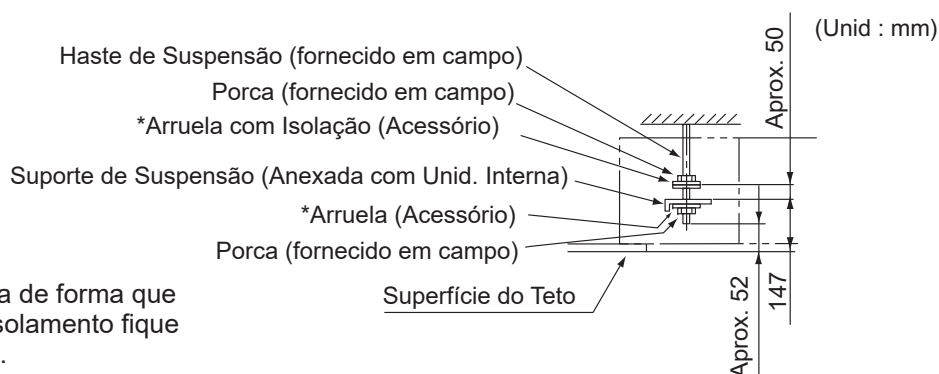 (Unid : mm)
Aprox. 50
Haste de Suspensão (fornecido em campo)
Porca (fornecido em campo)
*Arruela com Isolação (Acessório)
Suporte de Suspensão (Anexada com Unid. Interna)
*Arruela (Acessório)
Porca (fornecido em campo)
Superfície do Teto
Aprox. 52
147
a de forma que
solamento fique
.